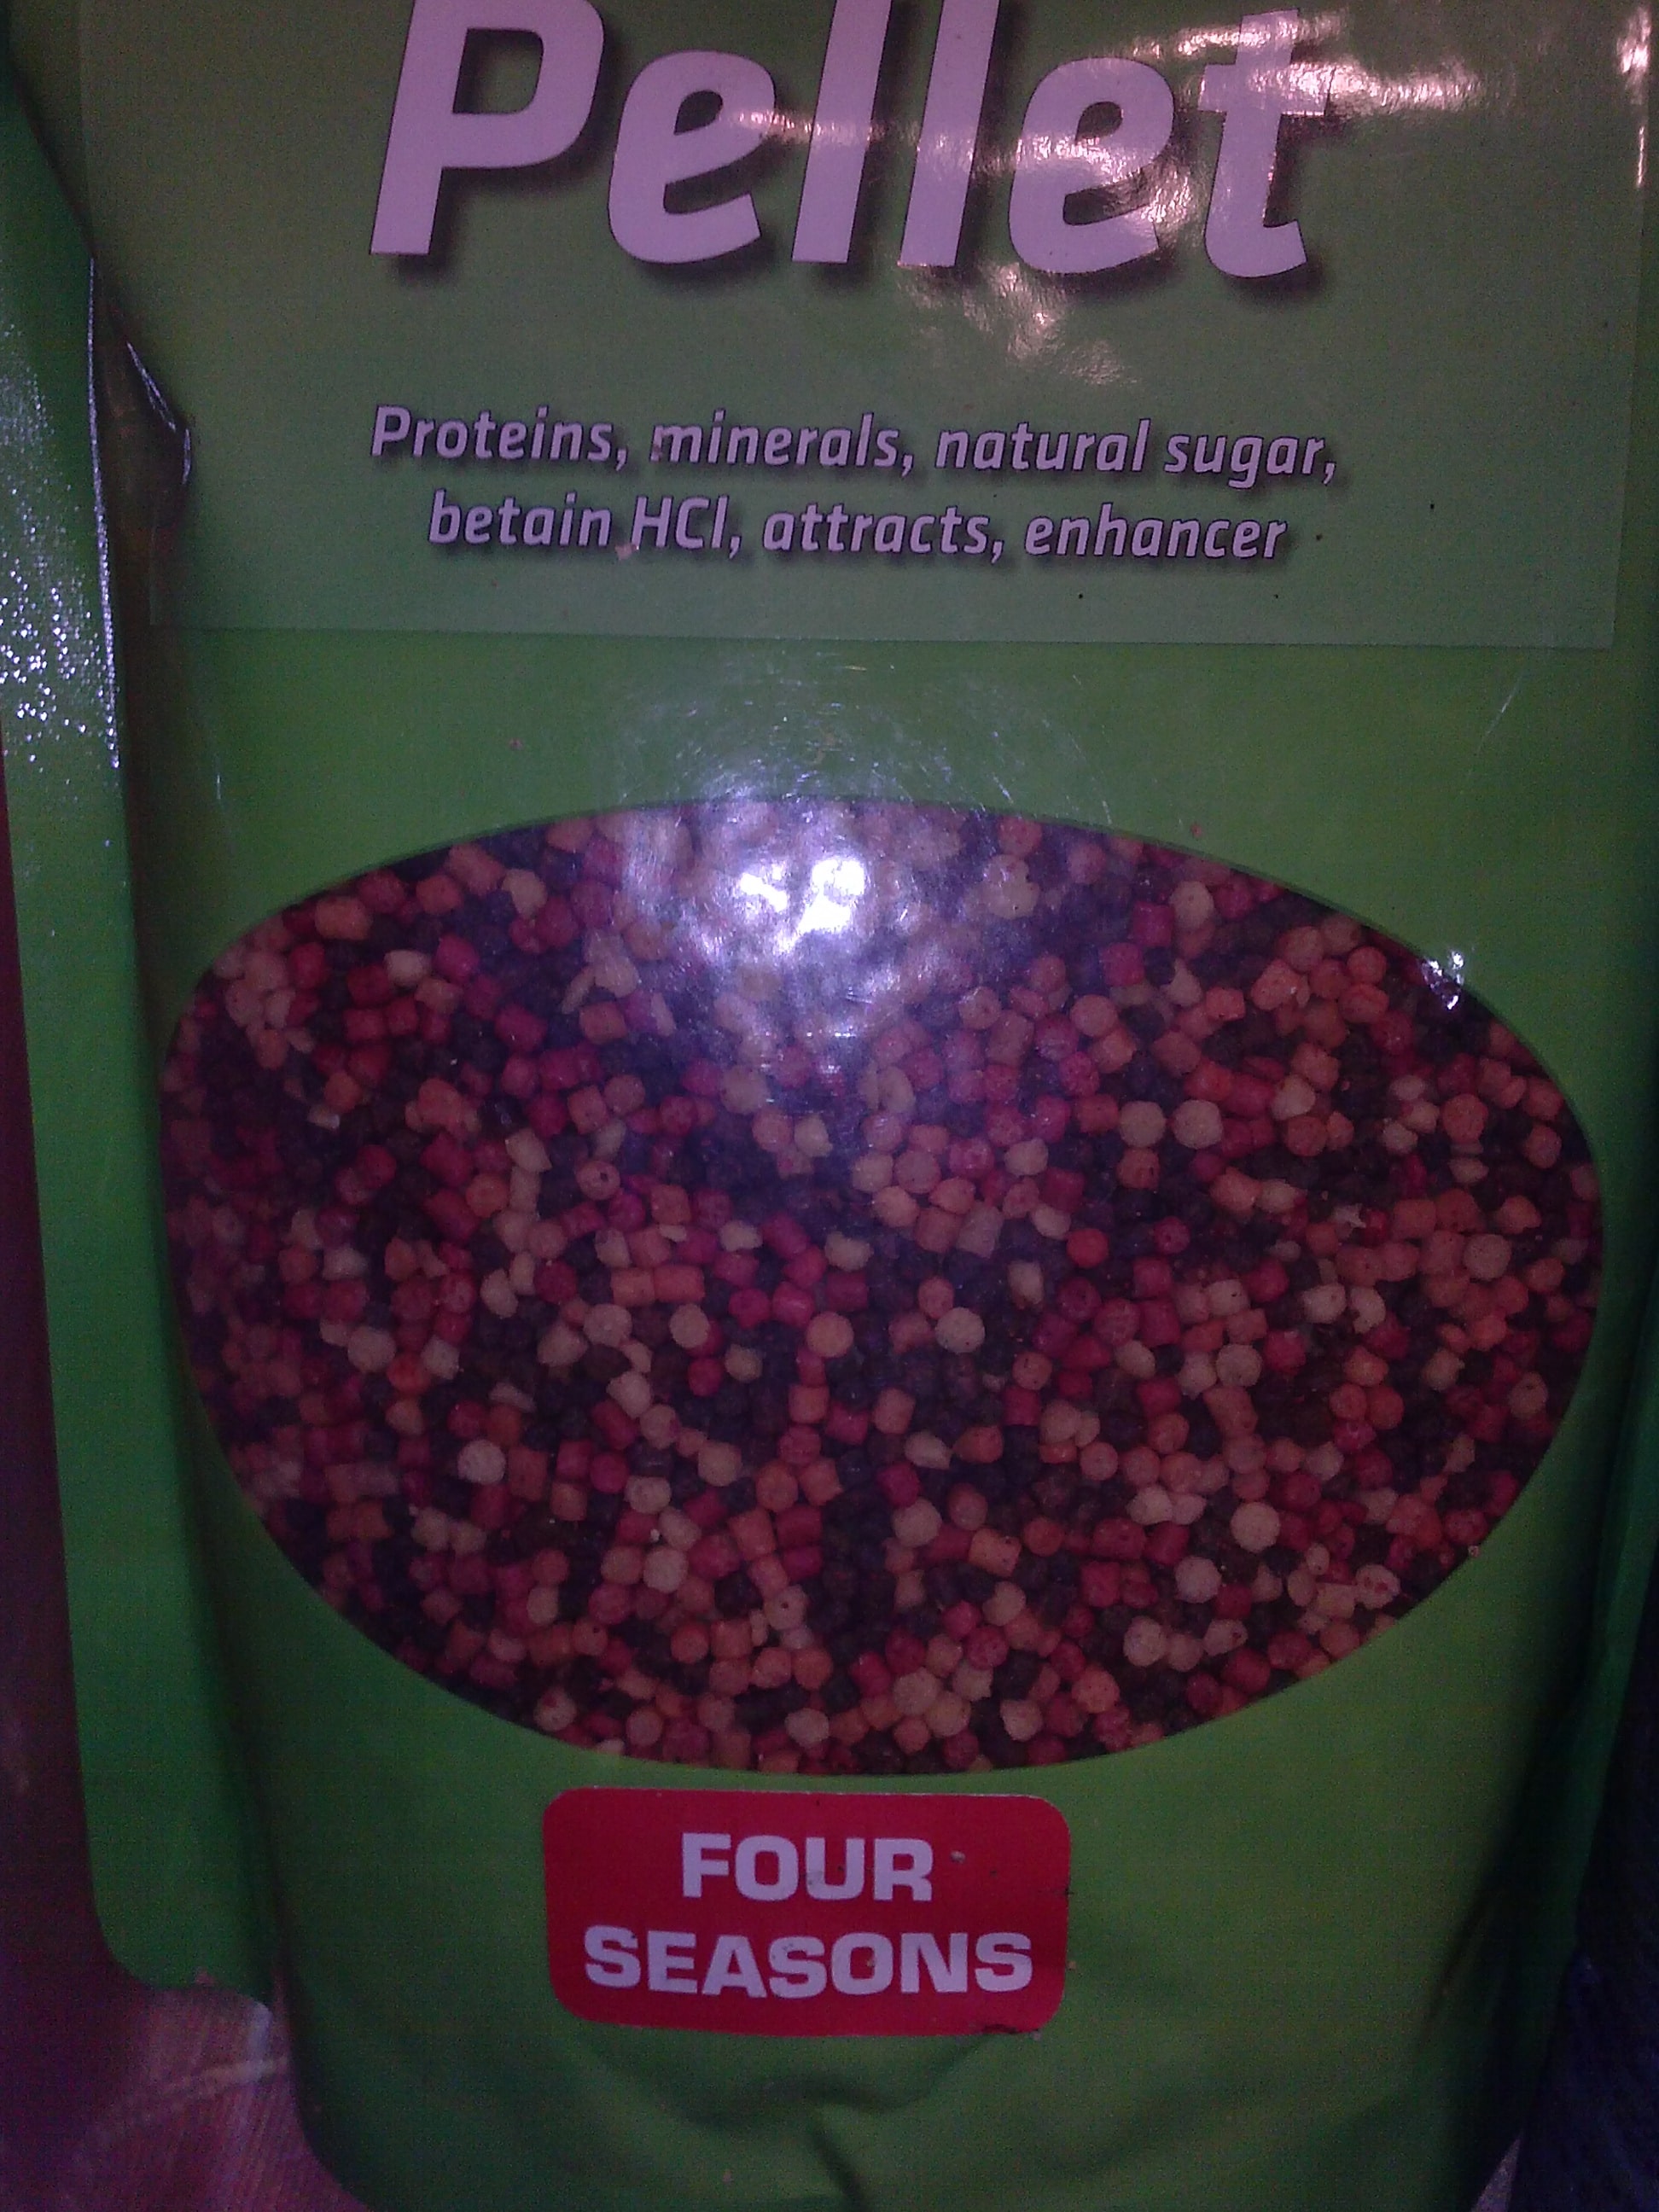 Pellet
Proteins, minerals, natural sugar,
betain HCl, attracts, enhancer
FOUR
SEASONS